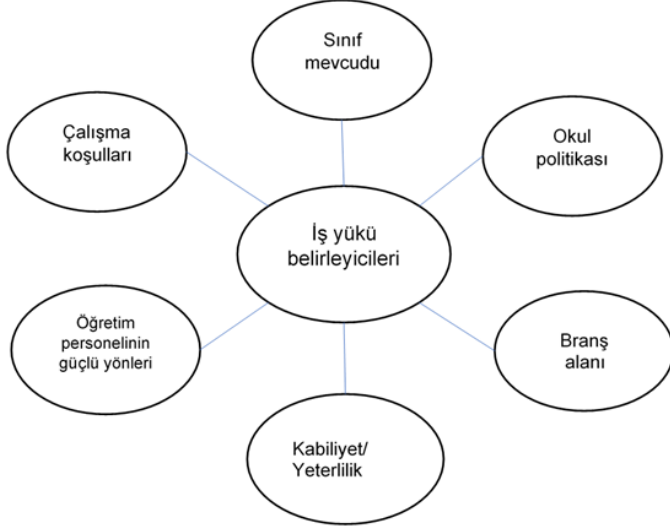 Sınıf
mevcudu
Çalışma
koşulları
Okul
politikası
İş yükü
belirleyicileri
Öğretim
personelinin
güçlü yönleri
Branş
alanı
Kabiliyet/
Yeterlilik